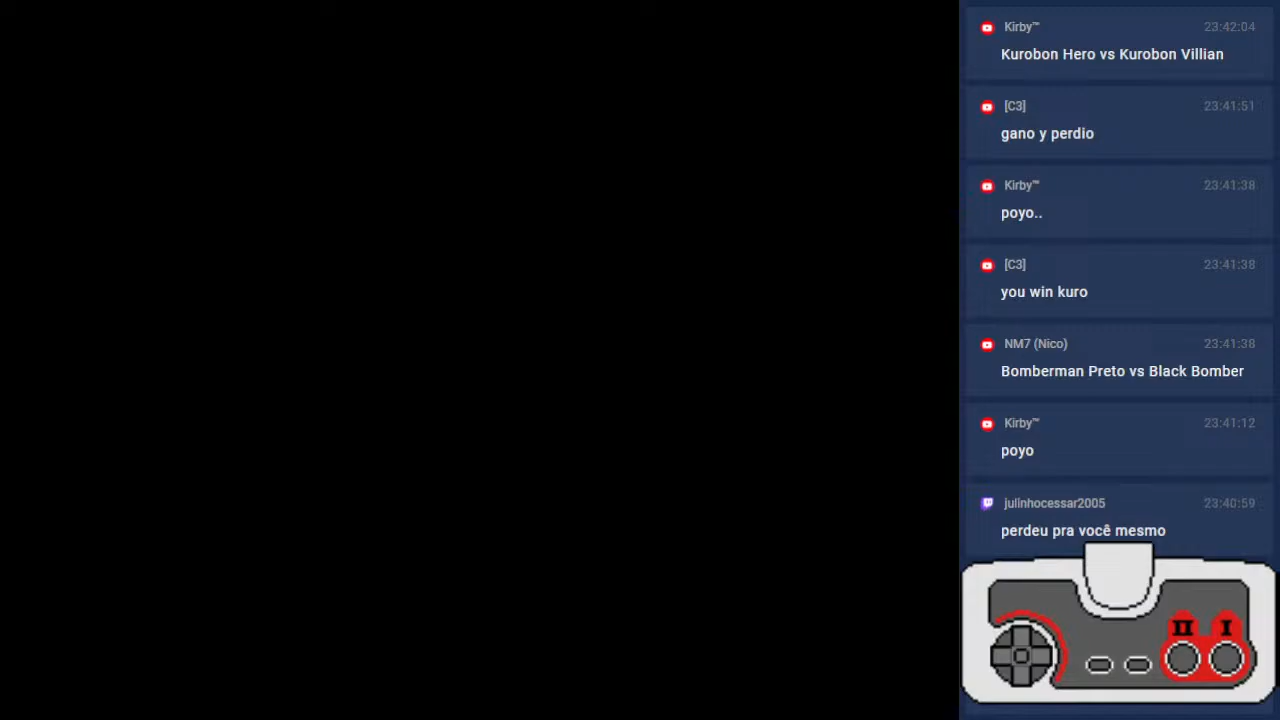 Kirby™ 23:42:04
Kurobon Hero vs Kurobon Villian
[C3] 23:41:51
gano y perdio
Kirby™ 23:41:38
poyo..
[C3] 23:41:38
you win kuro
NM7 (Nico) 23:41:38
Bomberman Preto vs Black Bomber
Kirby™ 23:41:12
poyo
julinhocessar2005 23:40:59
perdeu pra você mesmo
II I